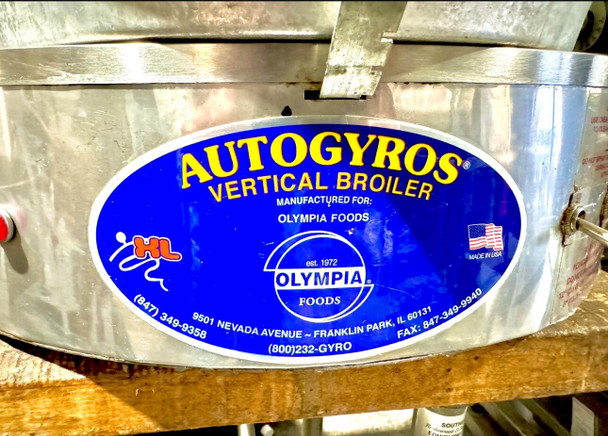 AUTOGYROS®
VERTICAL BROILER
MANUFACTURED FOR:
OLYMPIA FOODS
XL
MADE IN USA
est. 1972
OLYMPIA®
FOODS
(847) 349-9358
9501 NEVADA AVENUE ~ FRANKLIN PARK, IL 60131
FAX: 847-349-9940
(800)232-GYRO